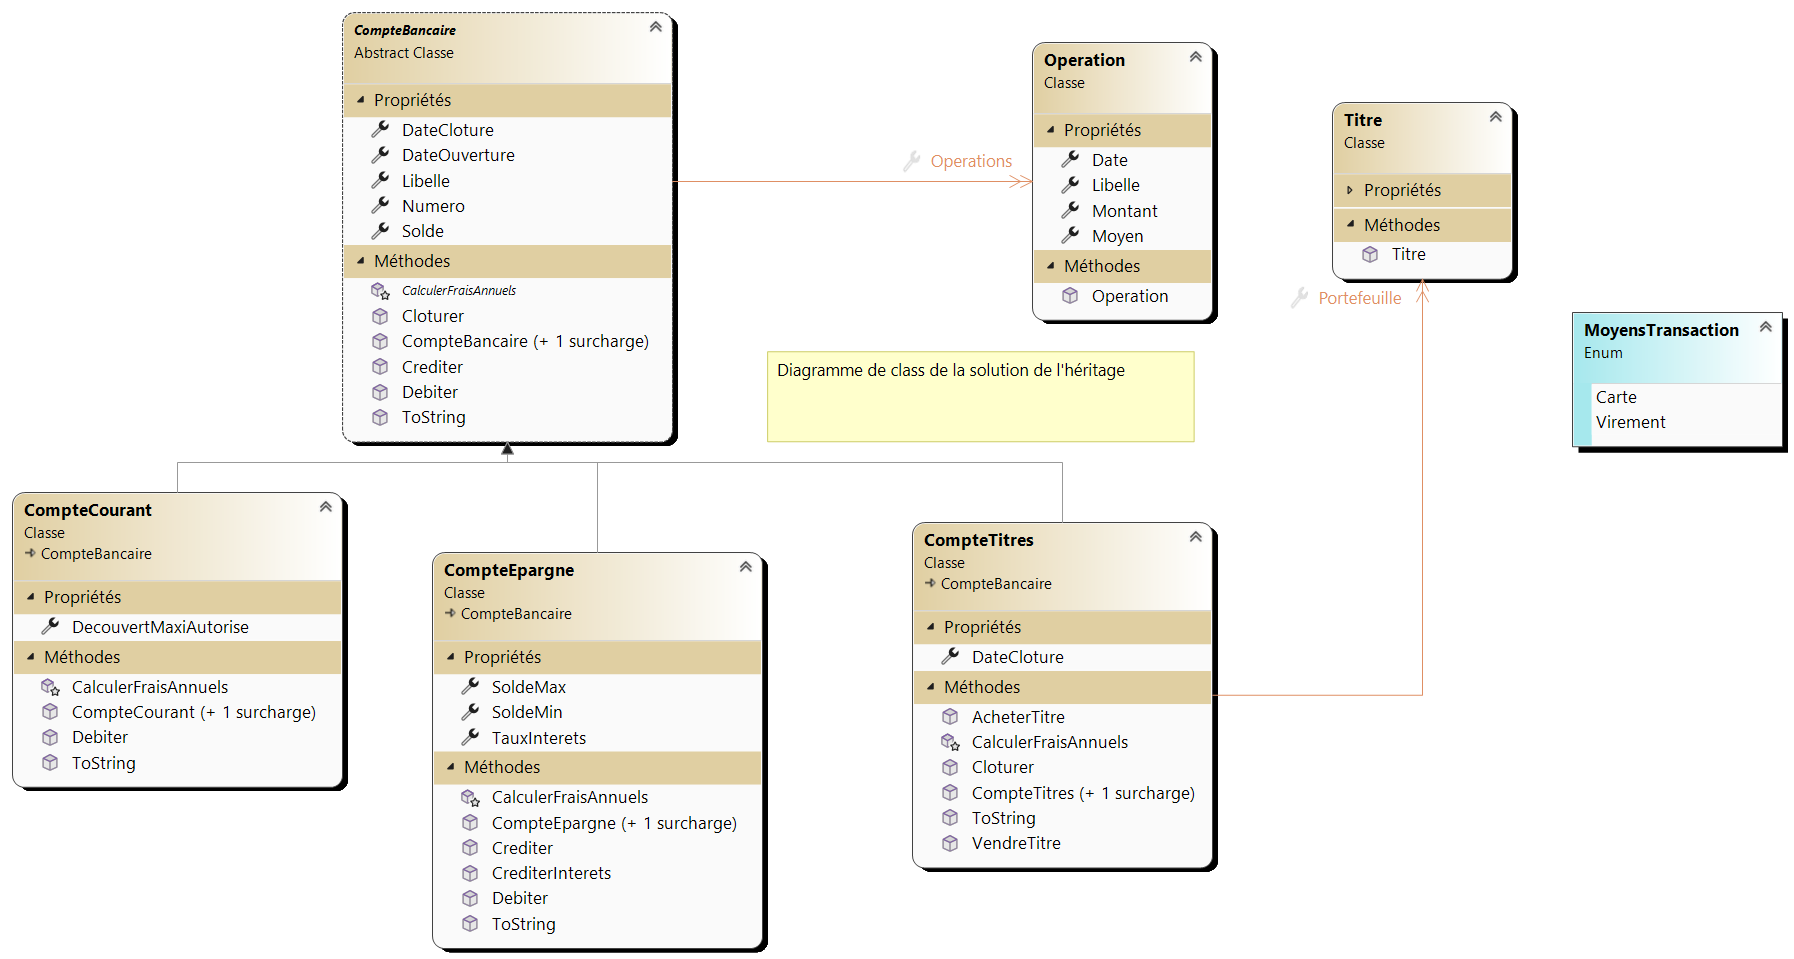 CompteBancaire
Abstract Classe
Propriétés
DateCloture
DateOuverture
Libelle
Numero
Solde
Méthodes
CalculerFraisAnnuels
Cloturer
CompteBancaire (+ 1 surcharge)
Crediter
Debiter
ToString
Operations
Operation
Classe
Propriétés
Date
Libelle
Montant
Moyen
Méthodes
Operation
Titre
Classe
Propriétés
Méthodes
Titre
Portefeuille
MoyensTransaction
Enum
Carte
Virement
Diagramme de class de la solution de l'héritage
CompteCourant
Classe
CompteBancaire
Propriétés
DecouvertMaxiAutorise
Méthodes
CalculerFraisAnnuels
CompteCourant (+ 1 surcharge)
Debiter
ToString
CompteEpargne
Classe
CompteBancaire
Propriétés
SoldeMax
SoldeMin
TauxInterets
Méthodes
CalculerFraisAnnuels
CompteEpargne (+ 1 surcharge)
Crediter
CrediterInterets
Debiter
ToString
CompteTitres
Classe
CompteBancaire
Propriétés
DateCloture
Méthodes
AcheterTitre
CalculerFraisAnnuels
Cloturer
CompteTitres (+ 1 surcharge)
ToString
VendreTitre